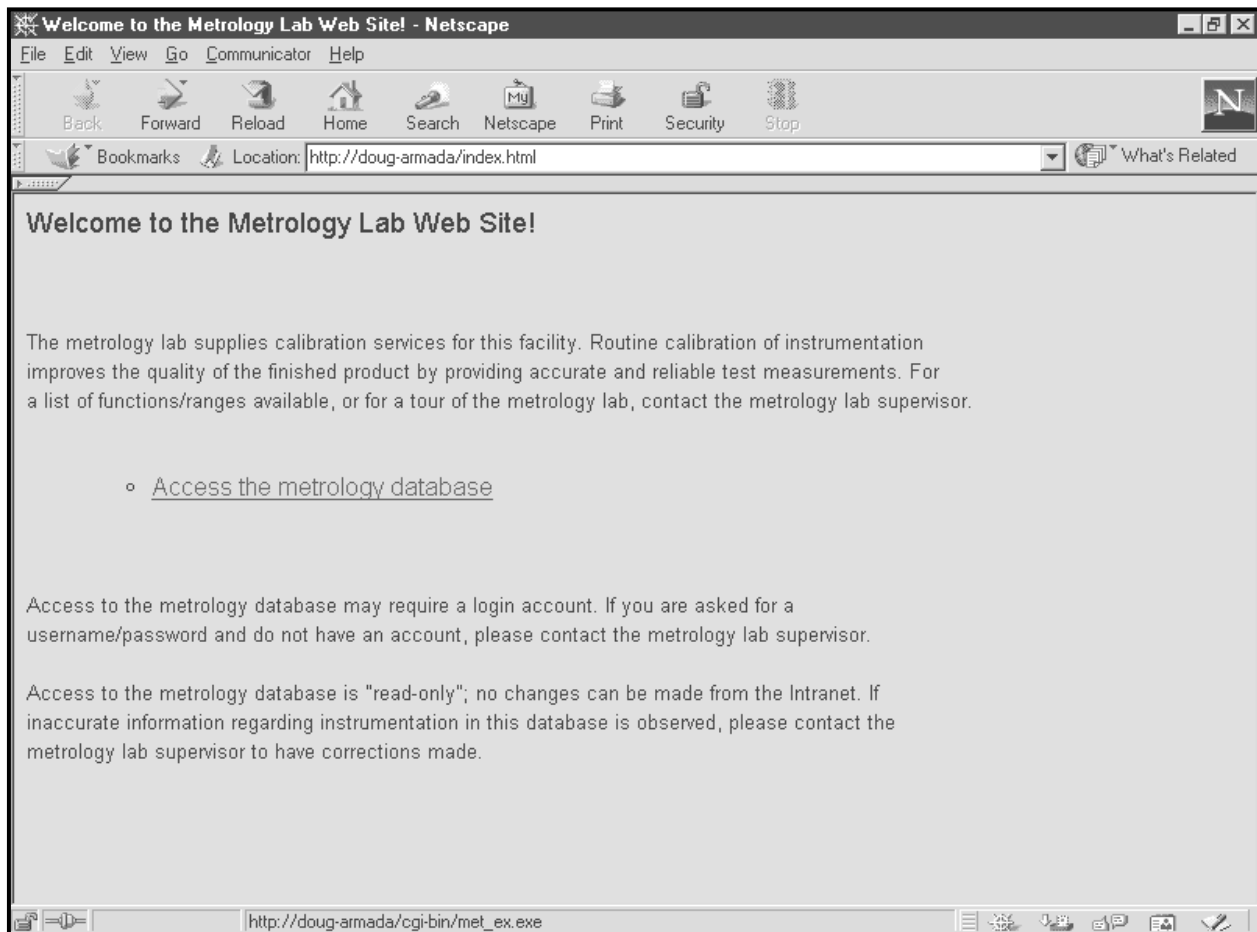 Welcome to the Metrology Lab Web Site! - Netscape
File Edit View Go Communicator Help
My
N
Back Forward Reload Home Search Netscape Print Security Stop
Bookmarks Location: http://doug-armada/index.html What's Related
Welcome to the Metrology Lab Web Site!
The metrology lab supplies calibration services for this facility. Routine calibration of instrumentation
improves the quality of the finished product by providing accurate and reliable test measurements. For
a list of functions/ranges available, or for a tour of the metrology lab, contact the metrology lab supervisor.
Access the metrology database
Access to the metrology database may require a login account. If you are asked for a
username/password and do not have an account, please contact the metrology lab supervisor.
Access to the metrology database is "read-only"; no changes can be made from the Intranet. If
inaccurate information regarding instrumentation in this database is observed, please contact the
metrology lab supervisor to have corrections made.
http://doug-armada/cgi-bin/met_ex.exe